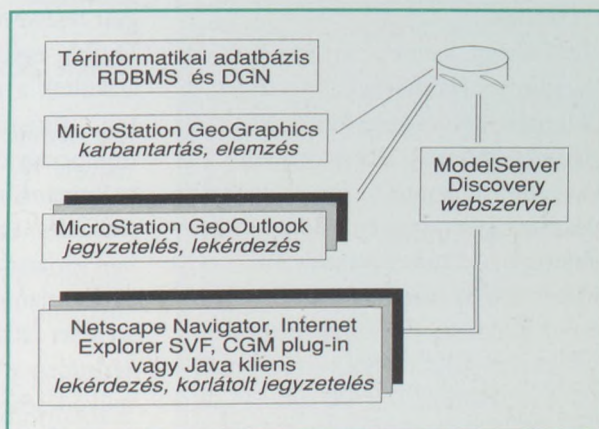 Térinformatikai adatbázis
RDBMS és DGN
MicroStation GeoGraphics
karbantartás, elemzés
ModelServer
Discovery
webszerver
MicroStation GeoOutlook
jegyzetelés, lekérdezés
Netscape Navigator, Internet
Explorer SVF, CGM plug-in
vagy Java kliens
lekérdezés, korlátolt jegyzetelés